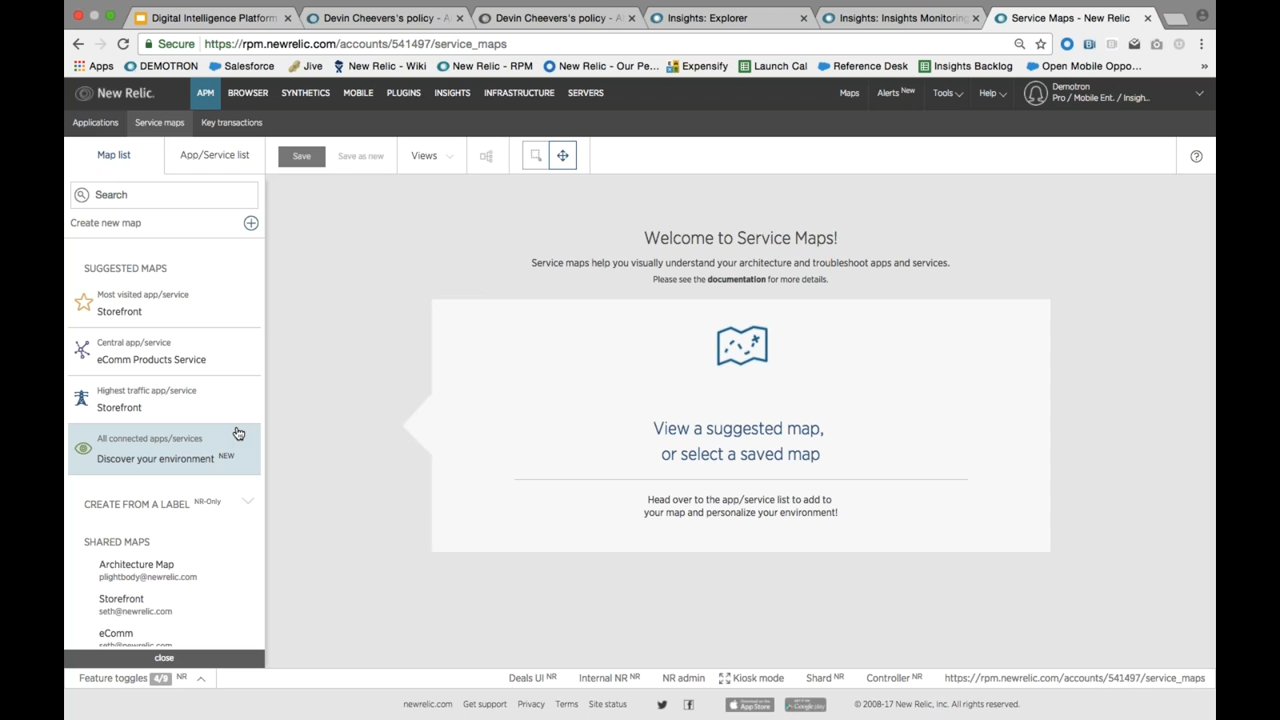 Digital Intelligence Platform
Devin Cheevers's policy - A
Devin Cheevers's policy - Al
Insights: Explorer
Insights: Insights Monitoring
Service Maps - New Relic
Secure https://rpm.newrelic.com/accounts/541497/service_maps
Apps
DEMOTRON
Salesforce
Jive
New Relic - Wiki
New Relic - RPM
New Relic - Our Pe...
Expensify
Launch Cal
Reference Desk
Insights Backlog
Open Mobile Oppo...
»
New Relic.
APM
BROWSER
SYNTHETICS
MOBILE
PLUGINS
INSIGHTS
INFRASTRUCTURE
SERVERS
Maps
Alerts New
Tools
Help
Demotron
Pro / Mobile Ent. / Insigh...
Applications
Service maps
Key transactions
Map list
App/Service list
Save
Save as new
Views
Search
Create new map
SUGGESTED MAPS
Most visited app/service
Storefront
Central app/service
eComm Products Service
Highest traffic app/service
Storefront
All connected apps/services
Discover your environment NEW
CREATE FROM A LABEL NR-Only
SHARED MAPS
Architecture Map
plightbody@newrelic.com
Storefront
seth@newrelic.com
eComm
seth@newrelic.com
close
Welcome to Service Maps!
Service maps help you visually understand your architecture and troubleshoot apps and services.
Please see the documentation for more details.
View a suggested map,
or select a saved map
Head over to the app/service list to add to
your map and personalize your environment!
Feature toggles 4/9 NR
Deals UI NR
Internal NR NR
NR admin
Kiosk mode
Shard NR
Controller NR
https://rpm.newrelic.com/accounts/541497/service_maps
newrelic.com
Get support
Privacy
Terms
Site status
App Store
Google play
© 2008-17 New Relic, Inc. All rights reserved.